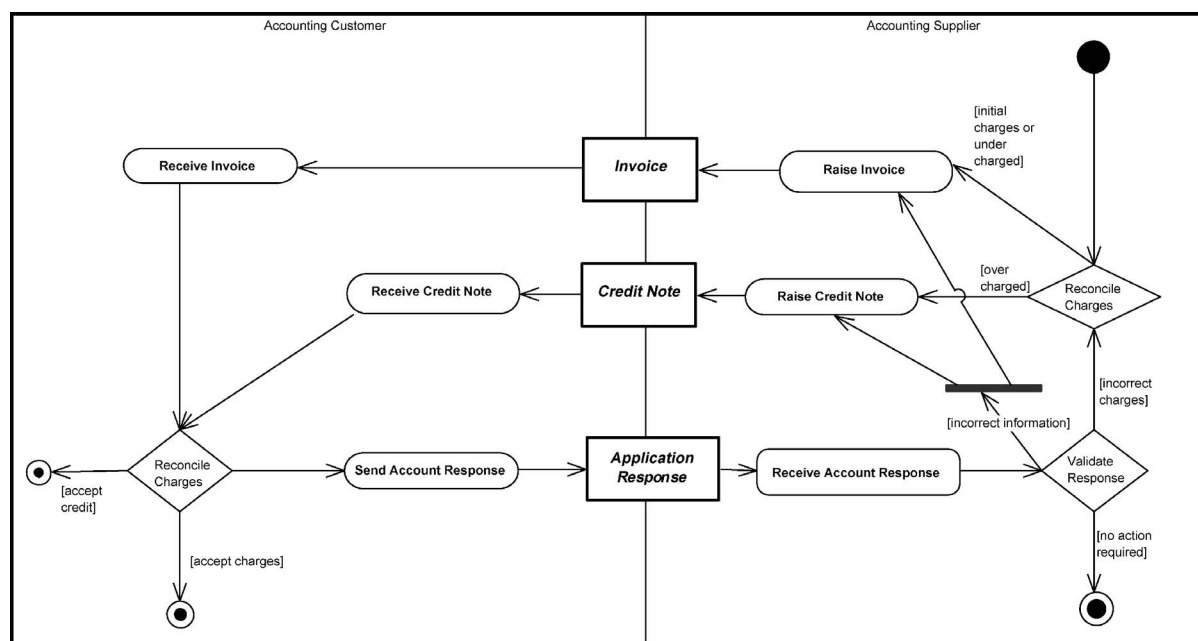 Accounting Customer
Accounting Supplier
[initial
charges or
under
charged]
Receive Invoice
Invoice
Raise Invoice
Receive Credit Note
Credit Note
Raise Credit Note
[over
charged]
Reconcile
Charges
[incorrect
charges]
[incorrect information]
Reconcile
Charges
Send Account Response
Application
Response
Receive Account Response
Validate
Response
[accept
credit]
[accept charges]
[no action
required]